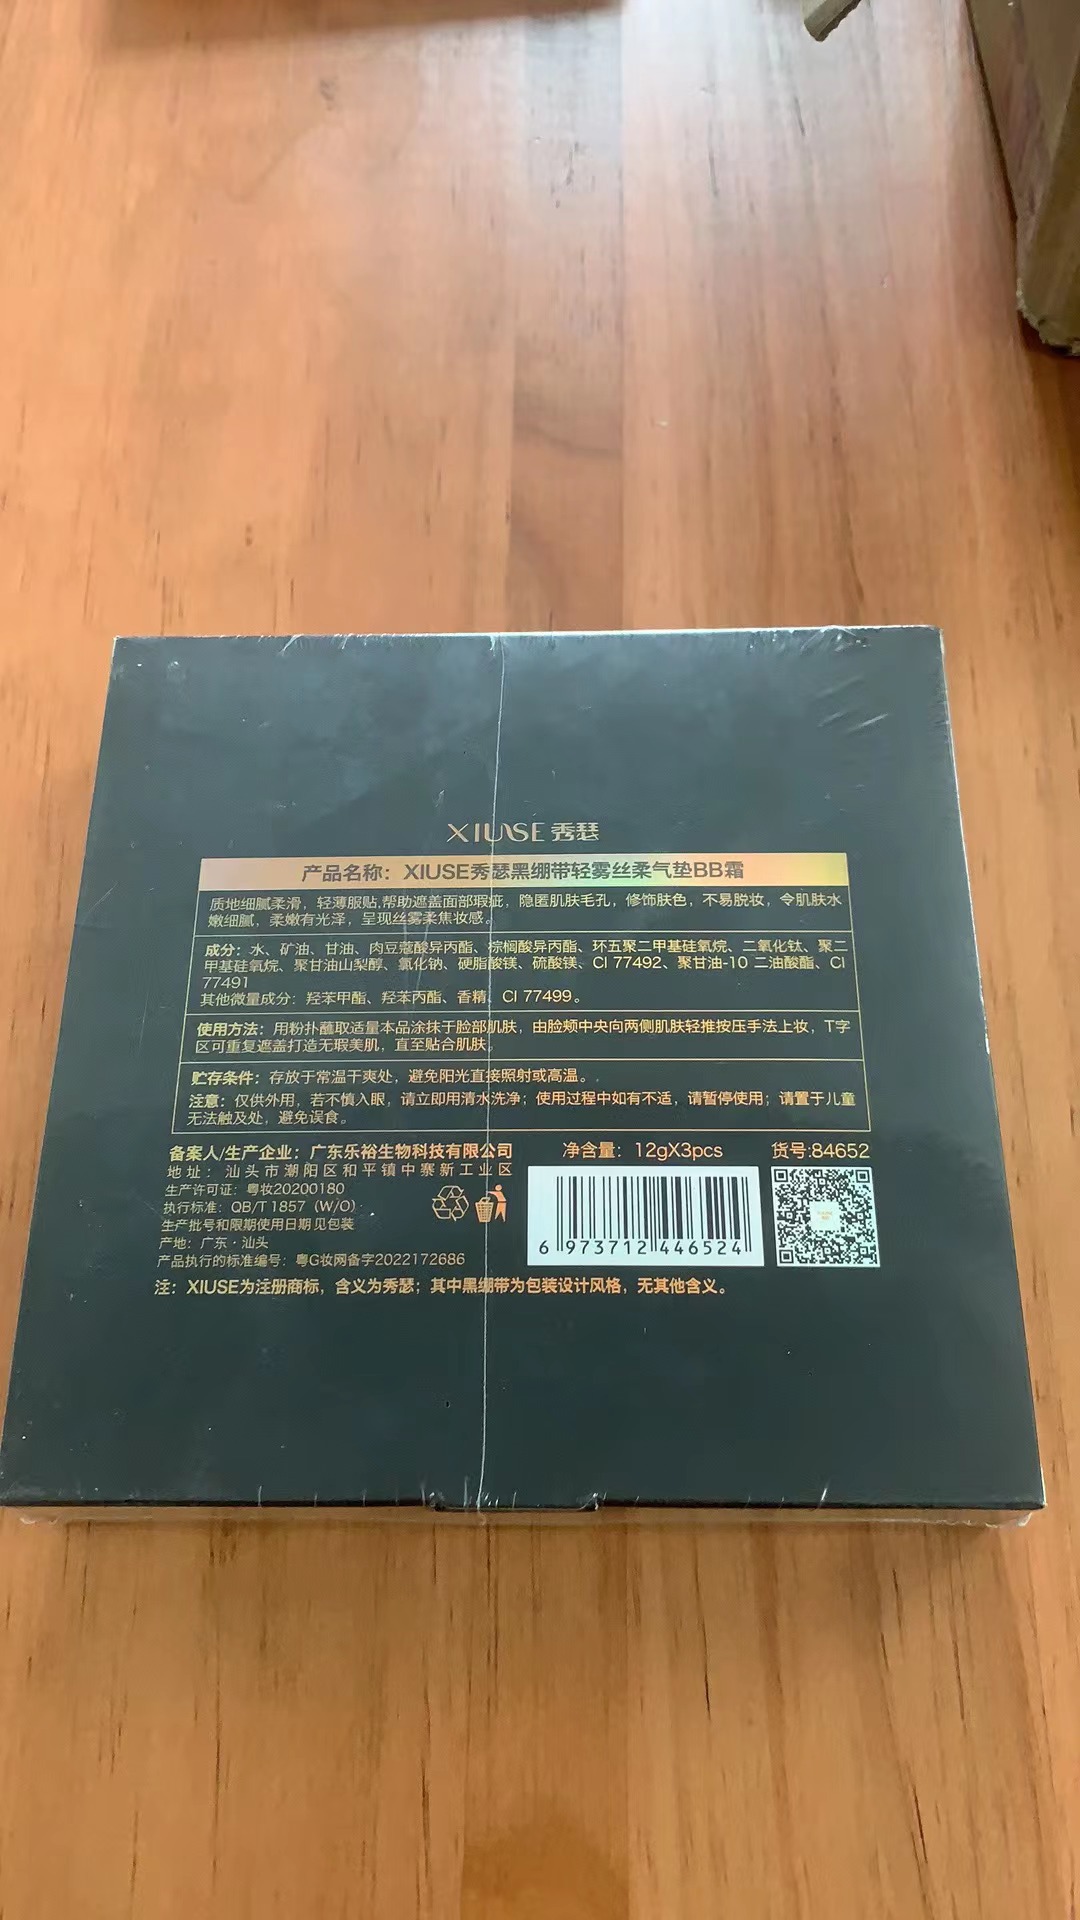 XIUSE 秀瑟
产品名称：XIUSE秀瑟黑绷带轻雾丝柔气垫BB霜
质地细腻柔滑，轻薄服贴,帮助遮盖面部瑕疵，隐匿肌肤毛孔，修饰肤色，不易脱妆，令肌肤水
嫩细腻，柔嫩有光泽，呈现丝雾柔焦妆感。
成分：水、矿油、甘油、肉豆蔻酸异丙酯、棕榈酸异丙酯、环五聚二甲基硅氧烷、二氧化钛、聚二
甲基硅氧烷、聚甘油山梨醇、氯化钠、硬脂酸镁、硫酸镁、CI 77492、聚甘油-10 二油酸酯、CI
77491
其他微量成分：羟苯甲酯、羟苯丙酯、香精、CI 77499。
使用方法：用粉扑蘸取适量本品涂抹于脸部肌肤，由脸颊中央向两侧肌肤轻推按压手法上妆，T字
区可重复遮盖打造无瑕美肌，直至贴合肌肤。
贮存条件：存放于常温干爽处，避免阳光直接照射或高温。
注意：仅供外用，若不慎入眼，请立即用清水洗净；使用过程中如有不适，请暂停使用；请置于儿童
无法触及处，避免误食。
备案人/生产企业：广东乐裕生物科技有限公司
地址：汕头市潮阳区和平镇中寨新工业区
生产许可证：粤妆20200180
执行标准：QB/T 1857（W/O）
生产批号和限期使用日期见包装
产地：广东·汕头
产品执行的标准编号：粤G妆网备字2022172686
净含量：12gX3pcs
货号:84652
6 973712 446524
注：XIUSE为注册商标，含义为秀瑟；其中黑绷带为包装设计风格，无其他含义。